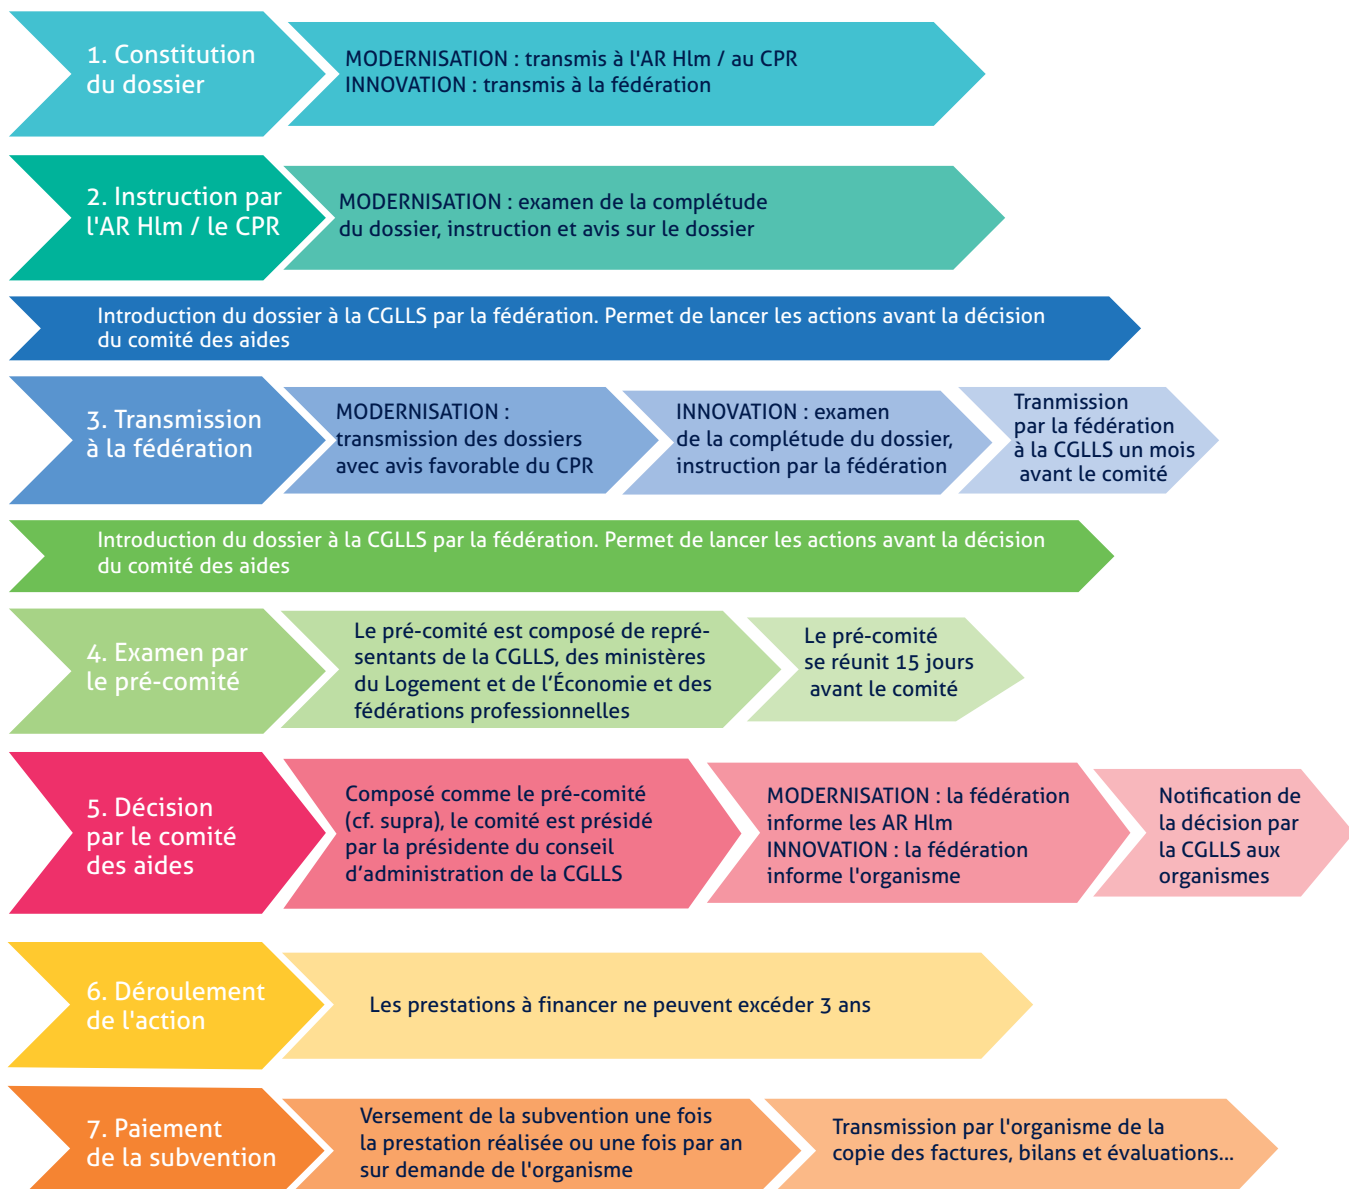 1. Constitution
du dossier
MODERNISATION : transmis à l'AR Hlm / au CPR
INNOVATION : transmis à la fédération
2. Instruction par
l'AR Hlm / le CPR
MODERNISATION : examen de la complétude
du dossier, instruction et avis sur le dossier
Introduction du dossier à la CGLLS par la fédération. Permet de lancer les actions avant la décision
du comité des aides
3. Transmission
à la fédération
MODERNISATION :
transmission des dossiers
avec avis favorable du CPR
INNOVATION : examen
de la complétude du dossier,
instruction par la fédération
Tranmission
par la fédération
à la CGLLS un mois
avant le comité
Introduction du dossier à la CGLLS par la fédération. Permet de lancer les actions avant la décision
du comité des aides
4. Examen par
le pré-comité
Le pré-comité est composé de repré-
sentants de la CGLLS, des ministères
du Logement et de l’Économie et des
fédérations professionnelles
Le pré-comité
se réunit 15 jours
avant le comité
5. Décision
par le comité
des aides
Composé comme le pré-comité
(cf. supra), le comité est présidé
par la présidente du conseil
d’administration de la CGLLS
MODERNISATION : la fédération
informe les AR Hlm
INNOVATION : la fédération
informe l'organisme
Notification de
la décision par
la CGLLS aux
organismes
6. Déroulement
de l'action
Les prestations à financer ne peuvent excéder 3 ans
7. Paiement
de la subvention
Versement de la subvention une fois
la prestation réalisée ou une fois par an
sur demande de l'organisme
Transmission par l'organisme de la
copie des factures, bilans et évaluations...